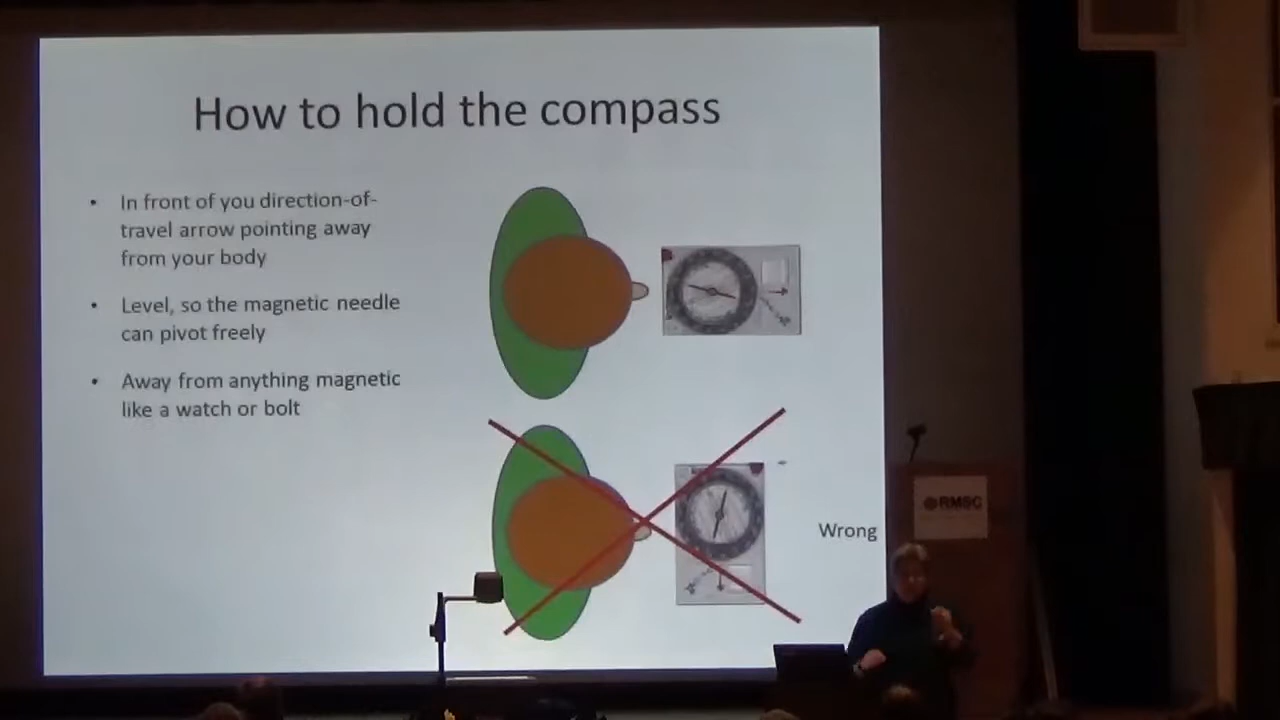 How to hold the compass
• In front of you direction-of-
travel arrow pointing away
from your body
• Level, so the magnetic needle
can pivot freely
• Away from anything magnetic
like a watch or bolt
Wrong
RMSC